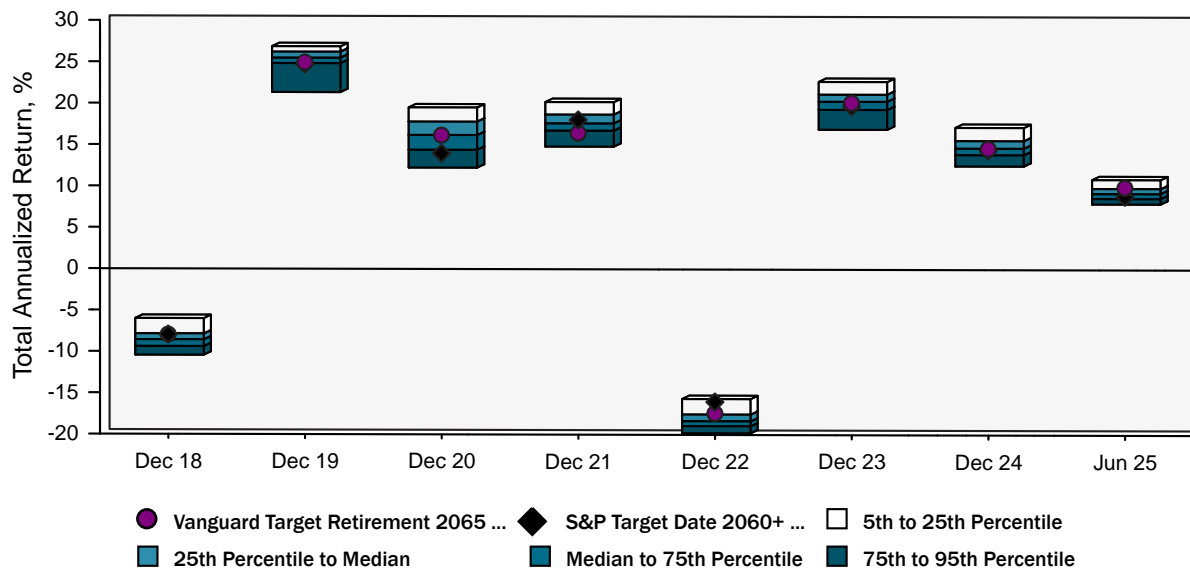 Total Annualized Return, %
30
25
20
15
10
5
0
-5
-10
-15
-20
Dec 18 Dec 19 Dec 20 Dec 21 Dec 22 Dec 23 Dec 24 Jun 25
Vanguard Target Retirement 2065 ... S&P Target Date 2060+ ... 5th to 25th Percentile
25th Percentile to Median Median to 75th Percentile 75th to 95th Percentile